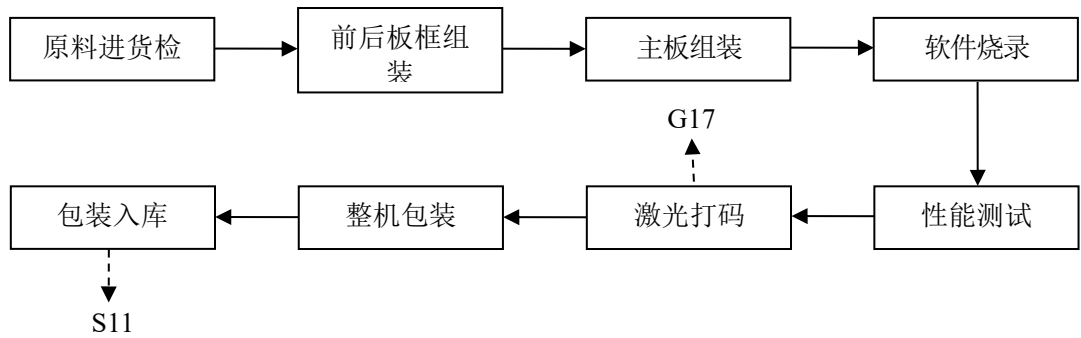 原料进货检
前后板框组
装
主板组装
软件烧录
G17
包装入库
整机包装
激光打码
性能测试
S11